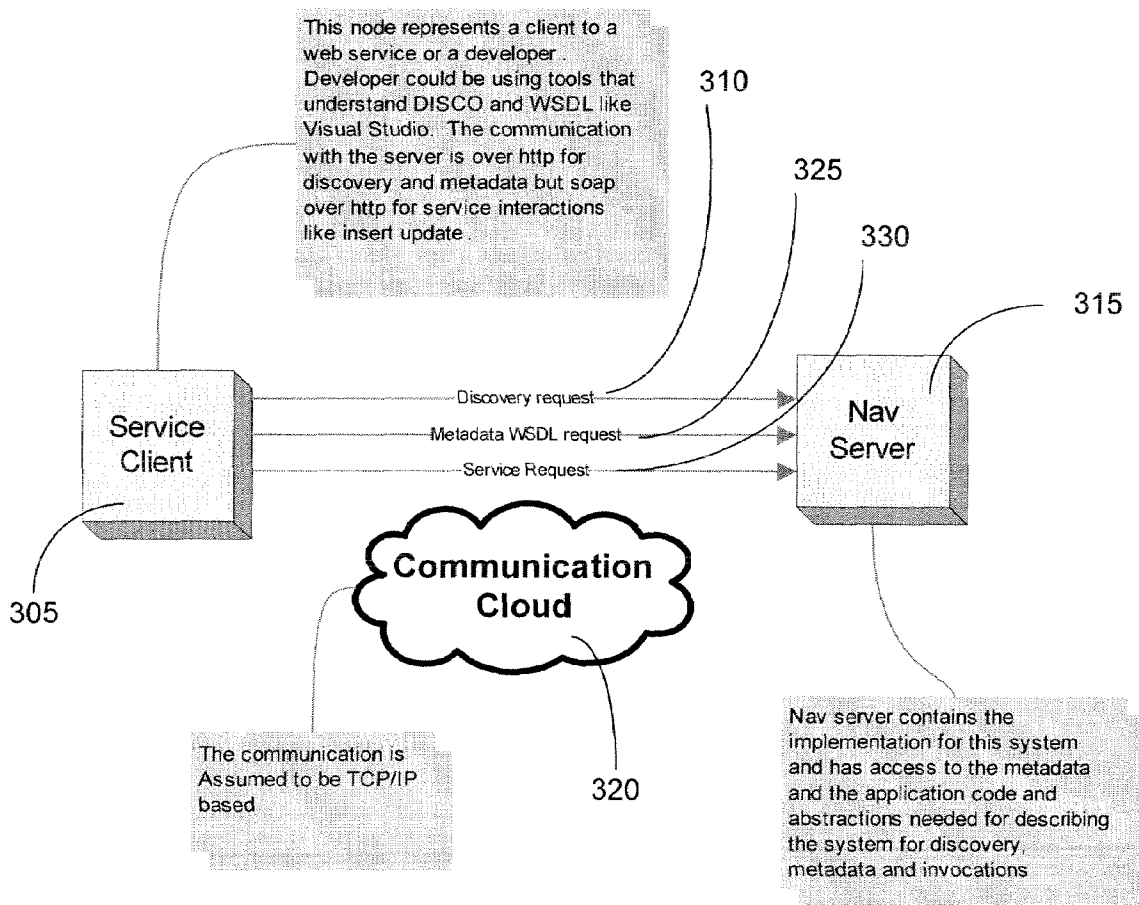 This node represents a client to a
web service or a developer.
Developer could be using tools that
understand DISCO and WSDL like
Visual Studio. The communication
with the server is over http for
discovery and metadata but soap
over http for service interactions
like insert update.
310
325
330
315
Discovery request
Metadata WSDL request
Service Request
Service
Client
Nav
Server
305
Communication
Cloud
320
The communication is
Assumed to be TCP/IP
based
Nav server contains the
implementation for this system
and has access to the metadata
and the application code and
abstractions needed for describing
the system for discovery,
metadata and invocations